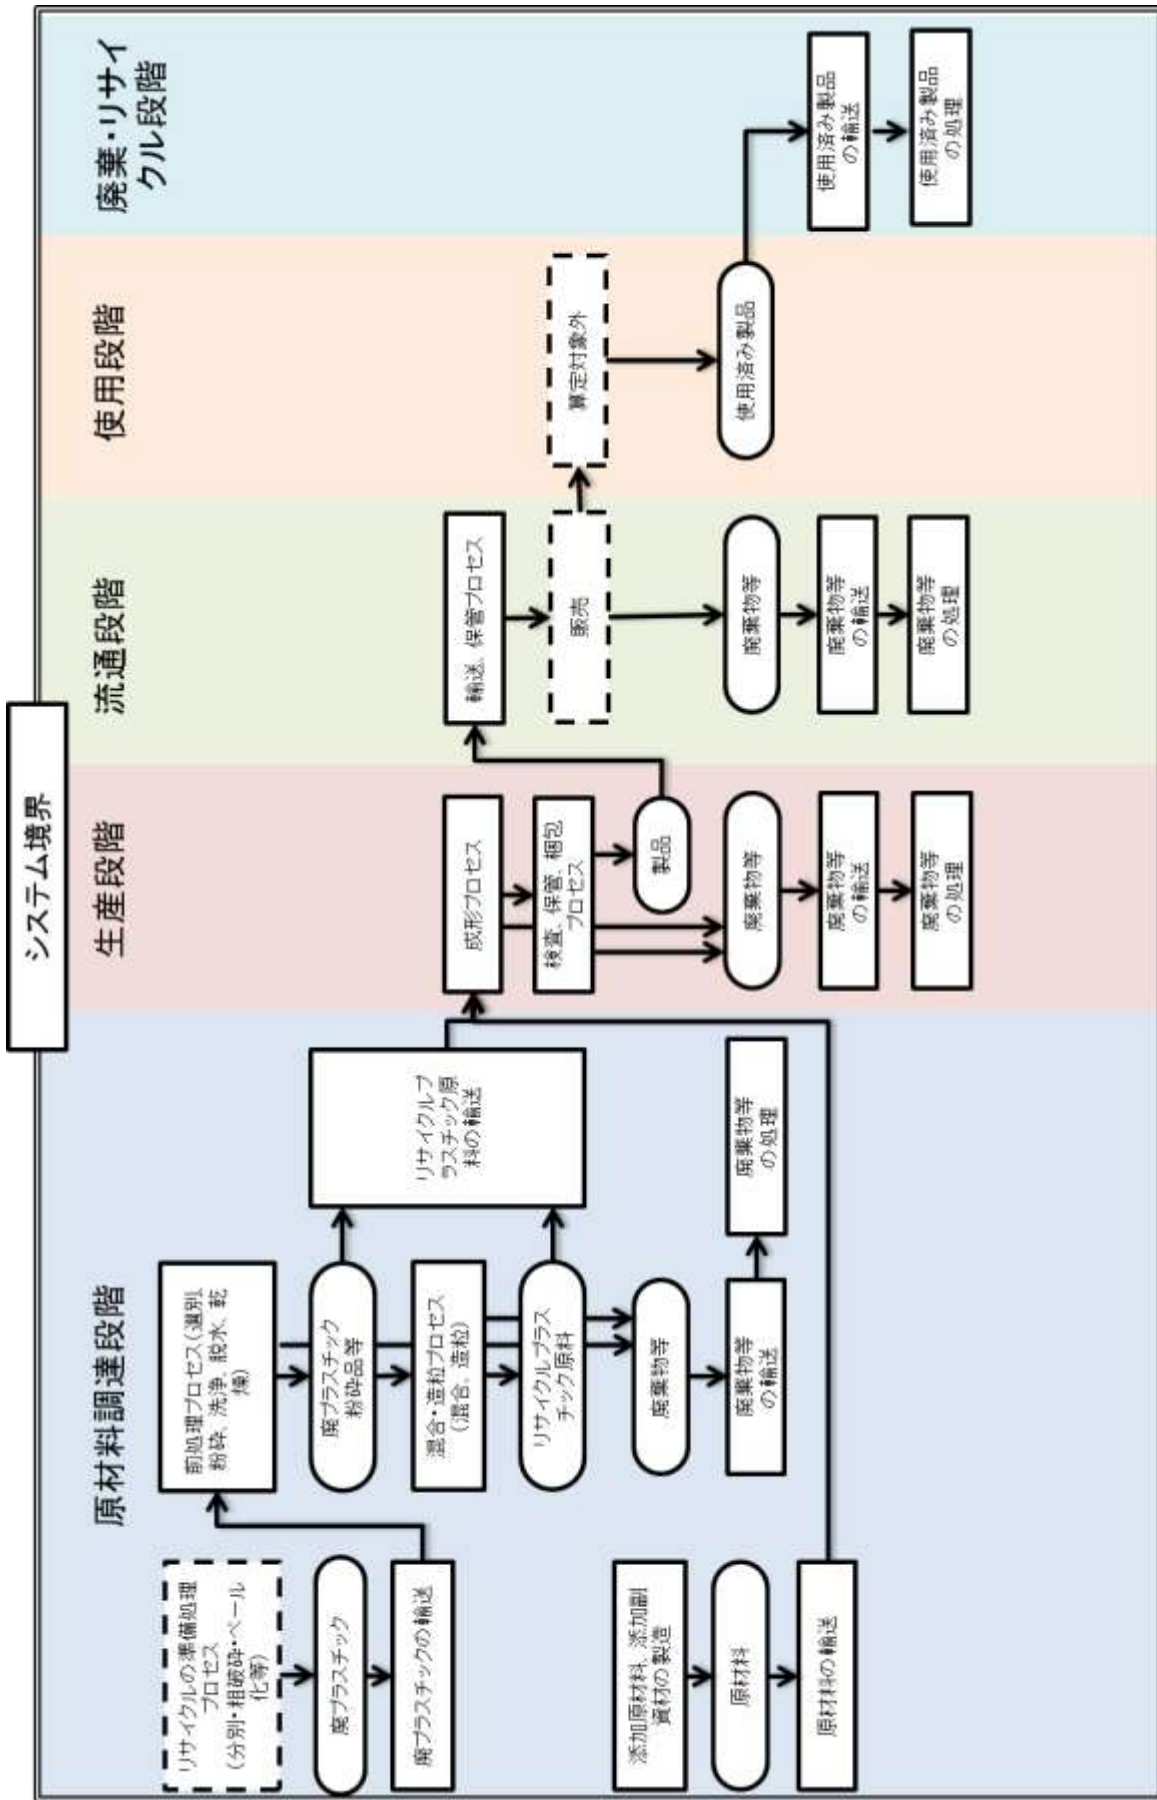 システム境界
原材料調達段階
リサイクルの準備処理
プロセス
(分別・粗破砕・ベール
化等)
廃プラスチック
廃プラスチックの輸送
添加原材料、添加副
資材の製造
原材料
原材料の輸送
前処理プロセス(選別、
粉砕、洗浄、脱水、乾
燥)
廃プラスチック
粉砕品等
混合・造粒プロセス
(混合、造粒)
リサイクルプラス
チック原料
廃棄物等
廃棄物等
の輸送
廃棄物等
の処理
リサイクルプ
ラスチック原
料の輸送
生産段階
成形プロセス
検査、保管、梱包
プロセス
製品
廃棄物等
廃棄物等
の輸送
廃棄物等
の処理
流通段階
輸送、保管プロセス
販売
廃棄物等
廃棄物等
の輸送
廃棄物等
の処理
使用段階
算定対象外
使用済み製品
廃棄・リサイ
クル段階
使用済み製品
の輸送
使用済み製品
の処理